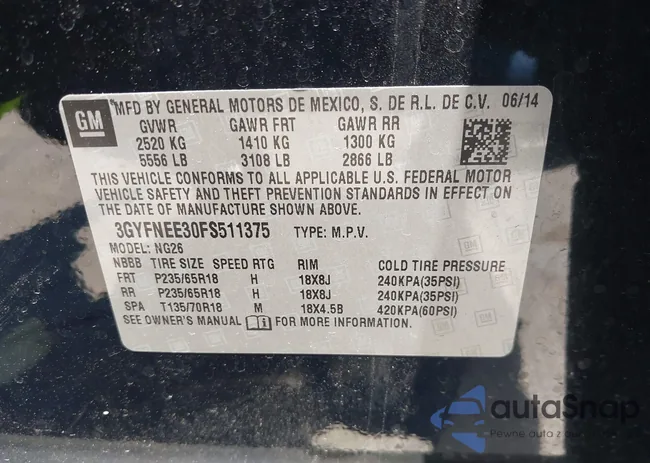 GM
MFD BY GENERAL MOTORS DE MEXICO, S. DE R.L. DE C.V. 06/14
GVWR GAWR FRT GAWR RR
2520 KG 1410 KG 1300 KG
5556 LB 3108 LB 2866 LB
THIS VEHICLE CONFORMS TO ALL APPLICABLE U.S. FEDERAL MOTOR
VEHICLE SAFETY AND THEFT PREVENTION STANDARDS IN EFFECT ON
THE DATE OF MANUFACTURE SHOWN ABOVE.
3GYFNEE30FS511375 TYPE: M.P.V.
MODEL: NG26
NBBB TIRE SIZE SPEED RTG RIM COLD TIRE PRESSURE
FRT P235/65R18 H 18X8J 240KPA(35PSI)
RR P235/65R18 H 18X8J 240KPA(35PSI)
SPA T135/70R18 M 18X4.5B 420KPA(60PSI)
SEE OWNER'S MANUAL i FOR MORE INFORMATION.
autoSnap
Pewne auto z